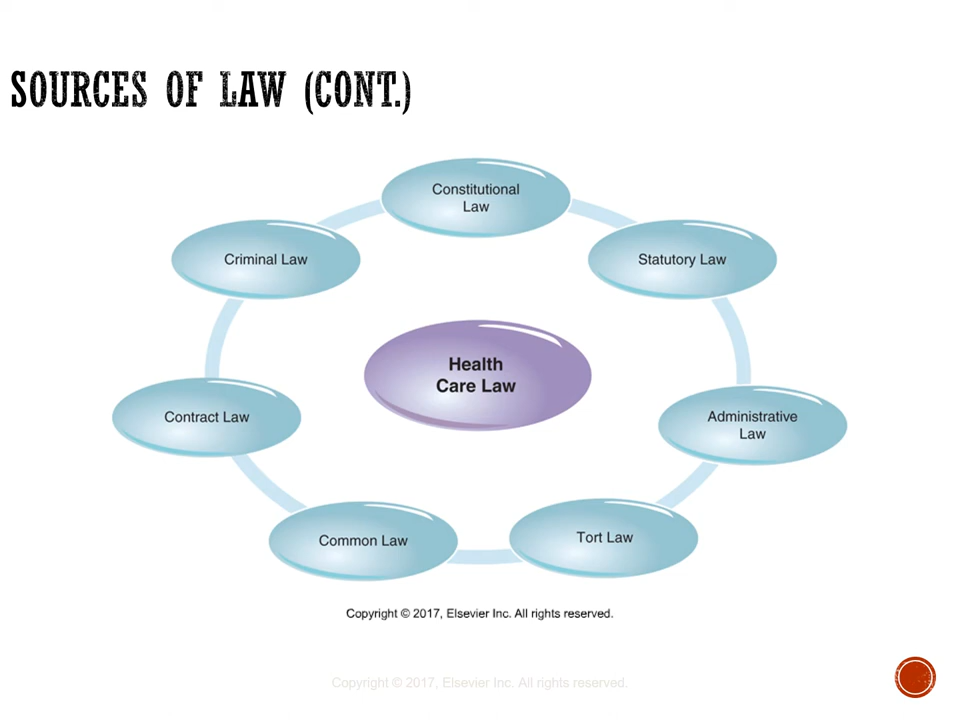 SOURCES OF LAW (CONT.)
Constitutional
Law
Criminal Law
Statutory Law
Health
Care Law
Contract Law
Administrative
Law
Common Law
Tort Law
Copyright © 2017, Elsevier Inc. All rights reserved.
Copyright © 2017, Elsevier Inc. All rights reserved.